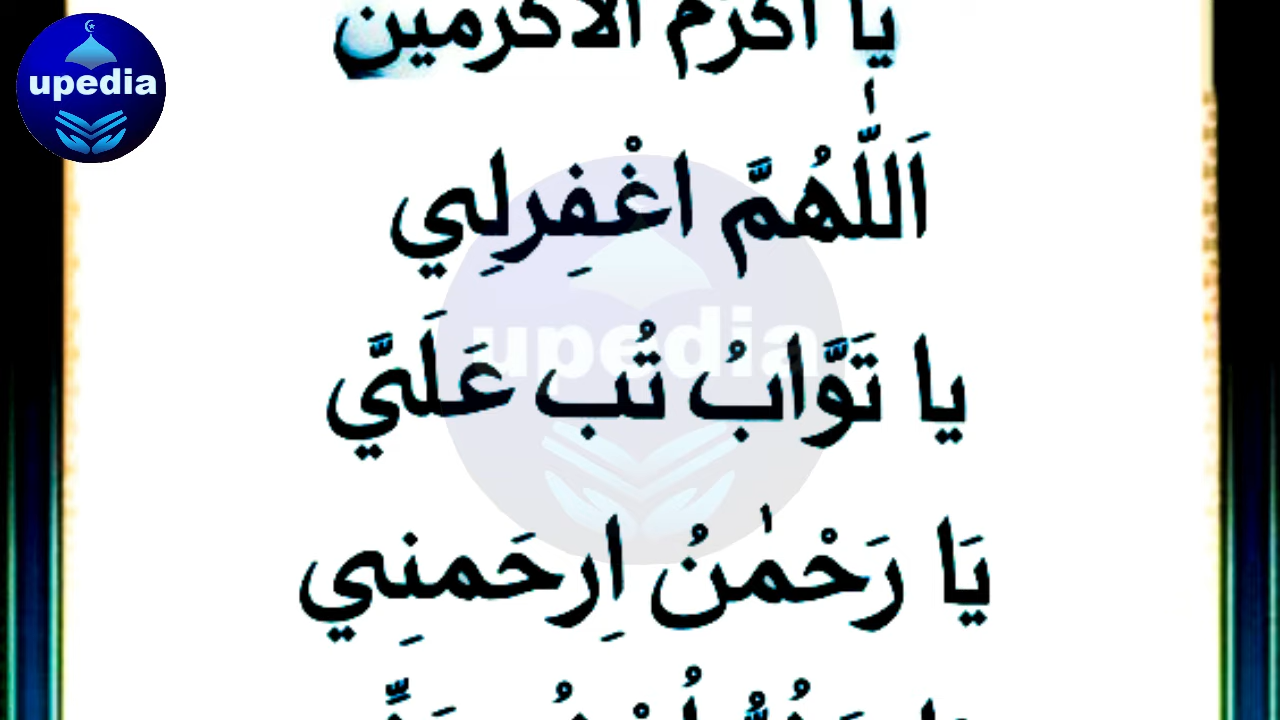 upedia
يا أكرم الأكرمين
اَللّٰهُمَّ اغْفِرلِي
يا تَوَّابُ تُب عَلَيَّ
يَا رَحْمٰنُ اِرحَمنِي
upedia